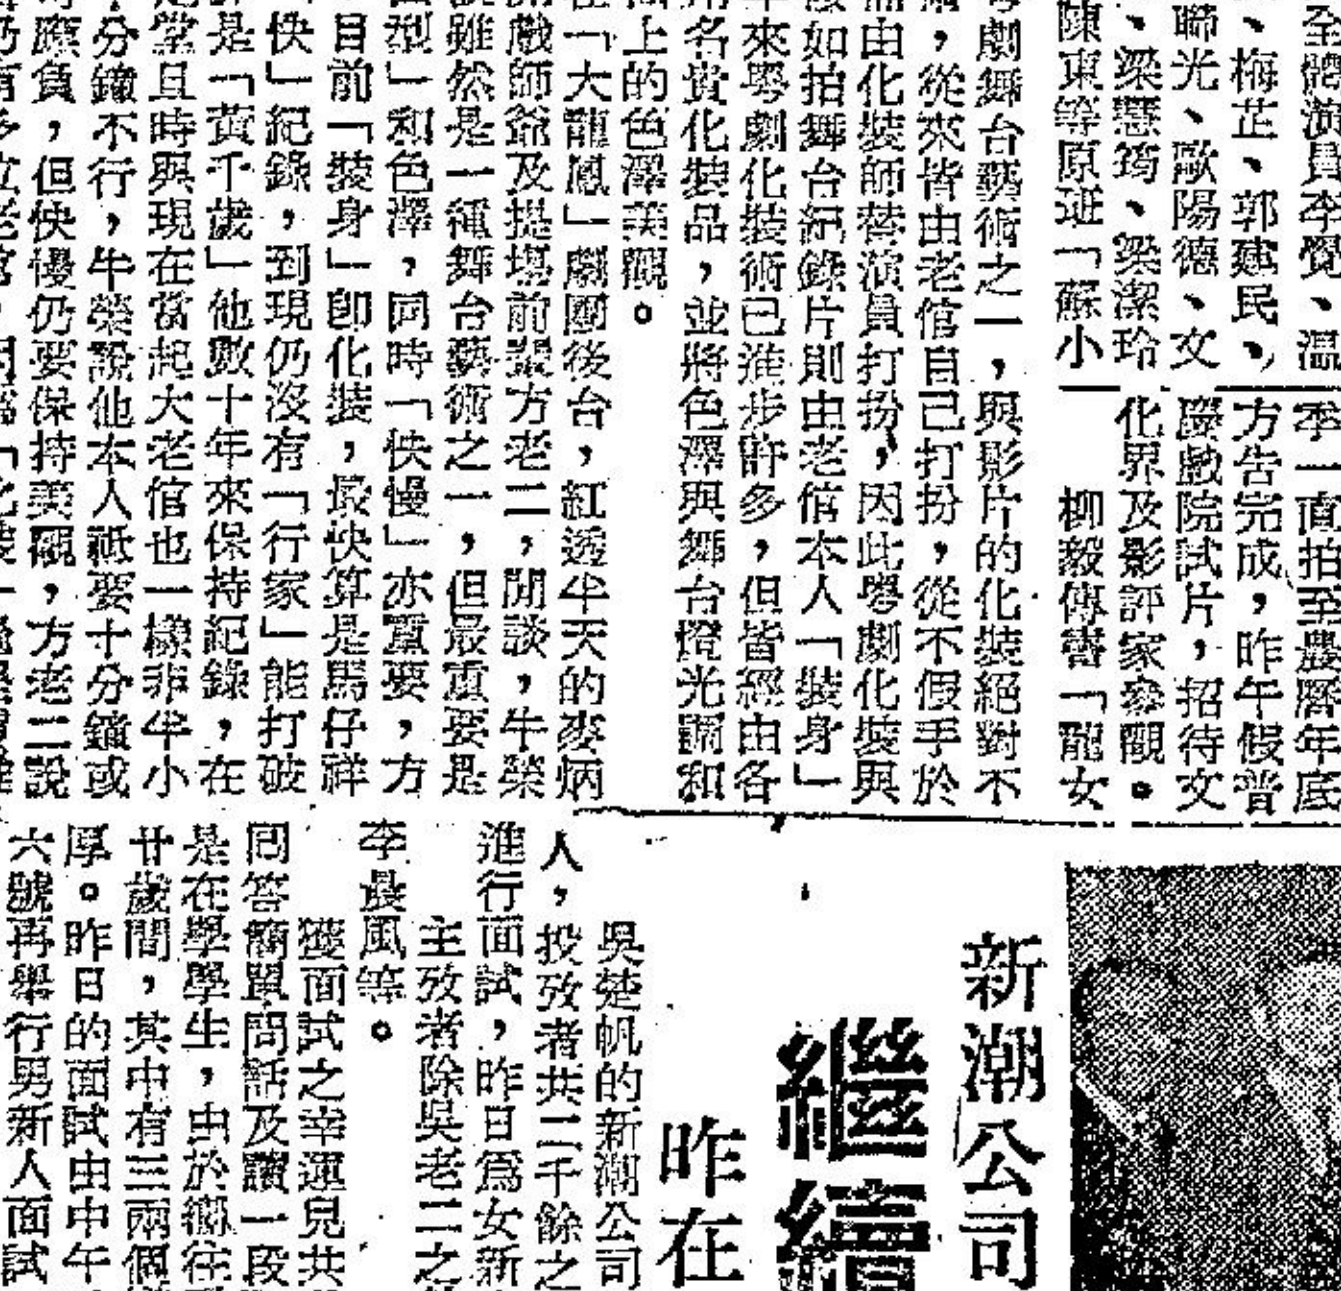 全體演員李覺、溫
、梅芷、郭建民、
聯光、歐陽德、文
、梁慧筠、梁潔玲
陳東等原班「蘇小
季一直拍至農曆年底
方告完成，昨午假普
慶戲院試片，招待文
化界及影評家參觀。
柳毅傳書「龍女
劇舞台藝術之一，與影片的化裝絕對不
，從來皆由老倌自己打扮，從不假手於
由化裝師替演員打扮，因此粵劇化裝與
如拍舞台紀錄片則由老倌本人「裝身」
來粵劇化裝術已進步許多，但皆經由各
名貴化裝品，並將色澤與舞台燈光調和
上的色澤美觀。
「大龍鳳」劇團後台，紅透半天的麥炳
戲師爺及提場前輩方老二，閒談，牛榮
雖然是一種舞台藝術之一，但最重要是
型」和色澤，同時「快慢」亦重要，方
目前「裝身」即化裝，最快算是馬仔祥
快」紀錄，到現仍沒有「行家」能打破
是「黃千歲」他數十年來保持紀錄，在
當且時與現在當起大老倌也一樣非半小
分鐘不行，牛榮說他本人祗要十分鐘或
應負，但快慢仍要保持美觀，方老二說
新潮公司
繼續
昨在
吳楚帆的新潮公司
人，投攷者共二千餘之
進行面試，昨日為女新
主攷者除吳老二之
李晨風等。
獲面試之幸運兒共
問答簡單問話及讀一段
是在學學生，由於嚮往
廿歲間，其中有三兩個
厚。昨日的面試由中午
六號再舉行男新人面試